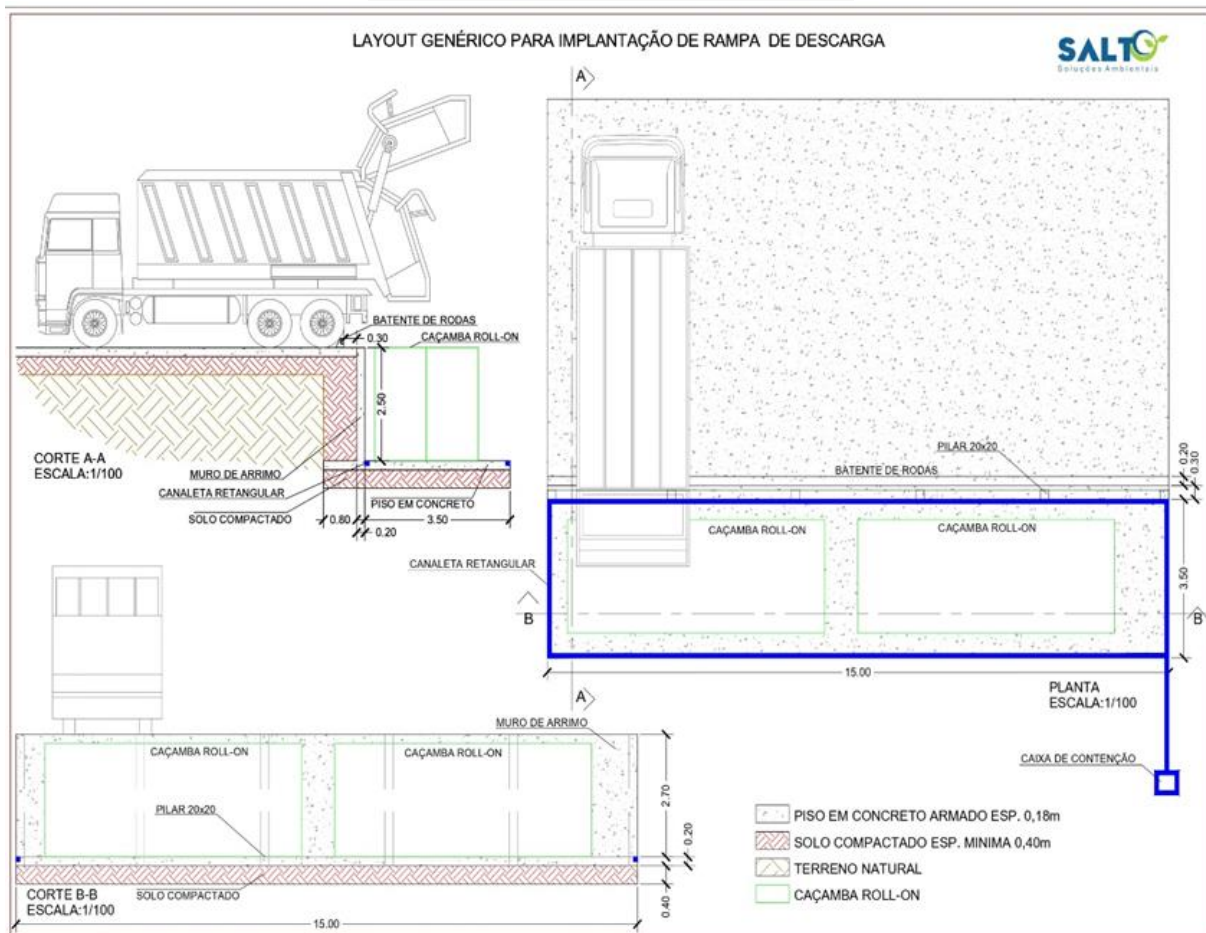 LAYOUT GENÉRICO PARA IMPLANTAÇÃO DE RAMPA DE DESCARGA
SALTO
Soluções Ambientais
A
BATENTE DE RODAS
0.30
CAÇAMBA ROLL-ON
2.50
CORTE A-A
ESCALA:1/100
MURO DE ARRIMO
CANALETA RETANGULAR
SOLO COMPACTADO
PISO EM CONCRETO
0.80
3.50
0.20
PILAR 20x20
BATENTE DE RODAS
0.20
0.30
CAÇAMBA ROLL-ON
CAÇAMBA ROLL-ON
CANALETA RETANGULAR
B
B
3.50
15.00
A
PLANTA
ESCALA:1/100
CAIXA DE CONTENÇÃO
MURO DE ARRIMO
CAÇAMBA ROLL-ON
CAÇAMBA ROLL-ON
PILAR 20x20
2.70
0.20
0.40
CORTE B-B
ESCALA:1/100
SOLO COMPACTADO
15.00
PISO EM CONCRETO ARMADO ESP. 0,18m
SOLO COMPACTADO ESP. MINIMA 0,40m
TERRENO NATURAL
CAÇAMBA ROLL-ON